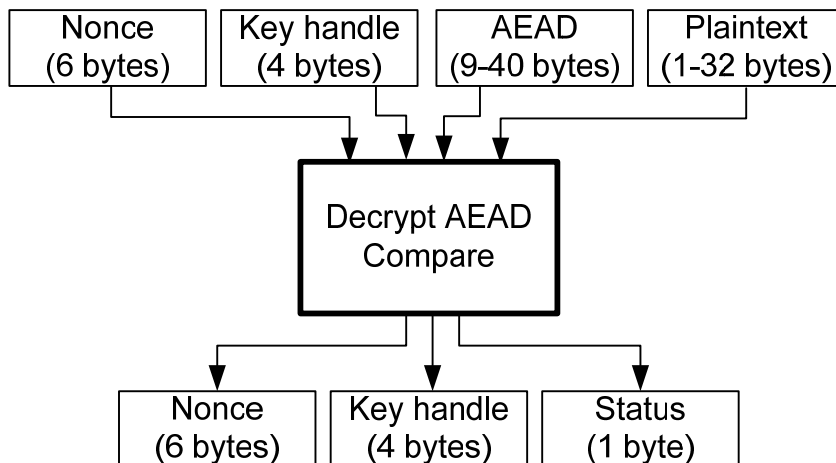 Nonce
(6 bytes)
Key handle
(4 bytes)
AEAD
(9-40 bytes)
Plaintext
(1-32 bytes)
Decrypt AEAD
Compare
Nonce
(6 bytes)
Key handle
(4 bytes)
Status
(1 byte)